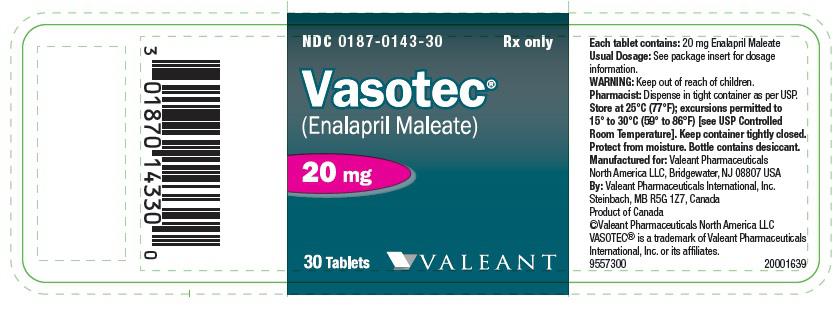 3 0187014330 0
NDC 0187-0143-30 Rx only
Vasotec®
(Enalapril Maleate)
20 mg
30 Tablets VALEANT
Each tablet contains: 20 mg Enalapril Maleate
Usual Dosage: See package insert for dosage
information.
WARNING: Keep out of reach of children.
Pharmacist: Dispense in tight container as per USP.
Store at 25°C (77°F); excursions permitted to
15° to 30°C (59° to 86°F) [see USP Controlled
Room Temperature]. Keep container tightly closed.
Protect from moisture. Bottle contains desiccant.
Manufactured for: Valeant Pharmaceuticals
North America LLC, Bridgewater, NJ 08807 USA
By: Valeant Pharmaceuticals International, Inc.
Steinbach, MB R5G 1Z7, Canada
Product of Canada
©Valeant Pharmaceuticals North America LLC
VASOTEC® is a trademark of Valeant Pharmaceuticals
International, Inc. or its affiliates.
9557300 20001639